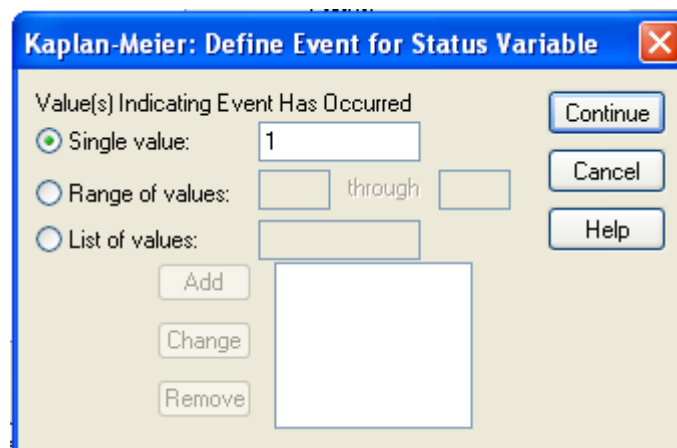 Kaplan-Meier: Define Event for Status Variable
Value(s) Indicating Event Has Occurred
Single value: 1
Range of values: through
List of values:
Add
Change
Remove
Continue
Cancel
Help